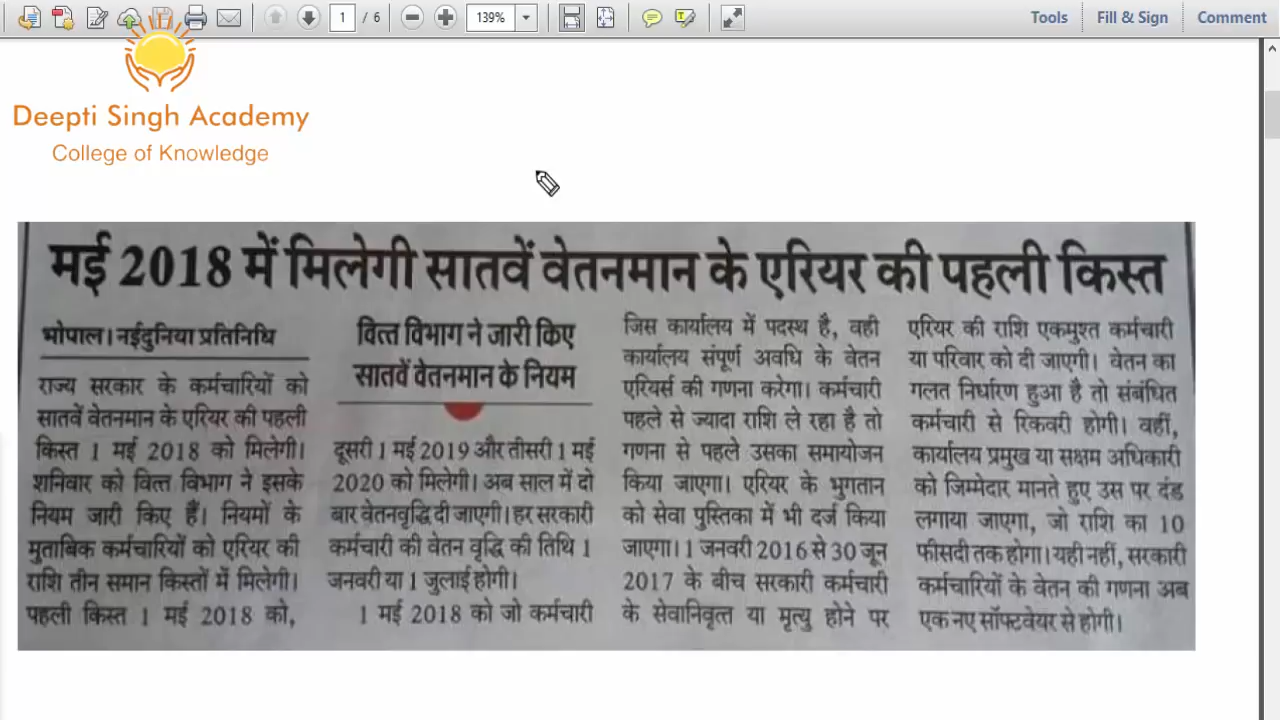 1 / 6
139%
Tools
Fill & Sign
Comment
Deepti Singh Academy
College of Knowledge
मई 2018 में मिलेगी सातवें वेतनमान के एरियर की पहली किस्त
भोपाल। नईदुनिया प्रतिनिधि
राज्य सरकार के कर्मचारियों को
सातवें वेतनमान के एरियर की पहली
किस्त 1 मई 2018 को मिलेगी।
शनिवार को वित्त विभाग ने इसके
नियम जारी किए हैं। नियमों के
मुताबिक कर्मचारियों को एरियर की
राशि तीन समान किस्तों में मिलेगी।
पहली किस्त 1 मई 2018 को,
वित्त विभाग ने जारी किए
सातवें वेतनमान के नियम
दूसरी 1 मई 2019 और तीसरी 1 मई
2020 को मिलेगी। अब साल में दो
बार वेतनवृद्धि दी जाएगी। हर सरकारी
कर्मचारी की वेतन वृद्धि की तिथि 1
जनवरी या 1 जुलाई होगी।
1 मई 2018 को जो कर्मचारी
जिस कार्यालय में पदस्थ है, वही
कार्यालय संपूर्ण अवधि के वेतन
एरियर्स की गणना करेगा। कर्मचारी
पहले से ज्यादा राशि ले रहा है तो
गणना से पहले उसका समायोजन
किया जाएगा। एरियर के भुगतान
को सेवा पुस्तिका में भी दर्ज किया
जाएगा। 1 जनवरी 2016 से 30 जून
2017 के बीच सरकारी कर्मचारी
के सेवानिवृत्त या मृत्यु होने पर
एरियर की राशि एकमुश्त कर्मचारी
या परिवार को दी जाएगी। वेतन का
गलत निर्धारण हुआ है तो संबंधित
कर्मचारी से रिकवरी होगी। वहीं,
कार्यालय प्रमुख या सक्षम अधिकारी
को जिम्मेदार मानते हुए उस पर दंड
लगाया जाएगा, जो राशि का 10
फीसदी तक होगा। यही नहीं, सरकारी
कर्मचारियों के वेतन की गणना अब
एक नए सॉफ्टवेयर से होगी।